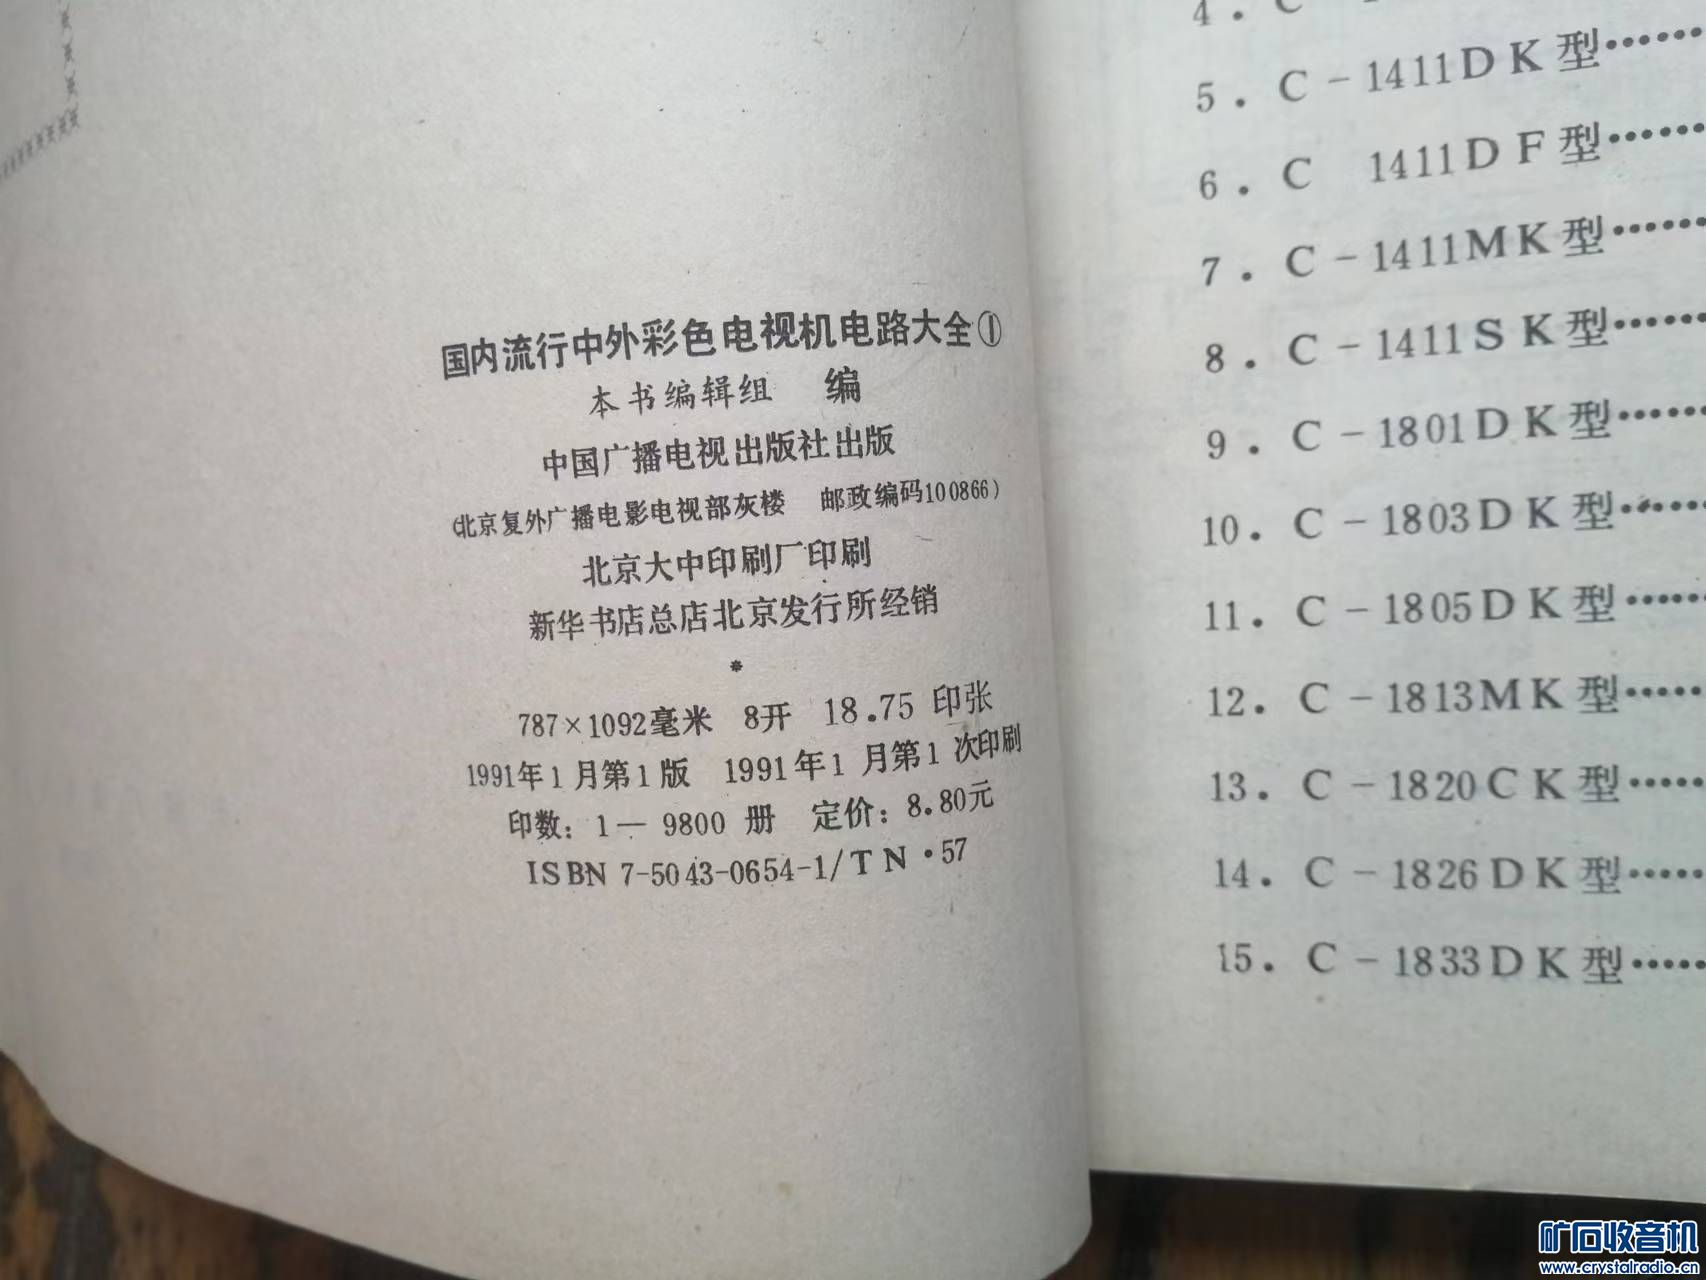 国内流行中外彩色电视机电路大全①
本书编辑组 编
中国广播电视出版社出版
(北京复外广播电影电视部灰楼 邮政编码100866)
北京大中印刷厂印刷
新华书店总店北京发行所经销
*
787×1092毫米 8开 18.75 印张
1991年1月第1版 1991年1月第1次印刷
印数：1—9800 册 定价：8.80元
ISBN 7-5043-0654-1/TN·57
4. C
5. C-1411DK型……
6. C 1411DF型……
7. C-1411MK型……
8. C-1411SK型……
9. C-1801DK型……
10. C-1803DK型……
11. C-1805DK型……
12. C-1813MK型……
13. C-1820CK型……
14. C-1826DK型……
15. C-1833DK型……
矿石收音机
www.crystalradio.cn